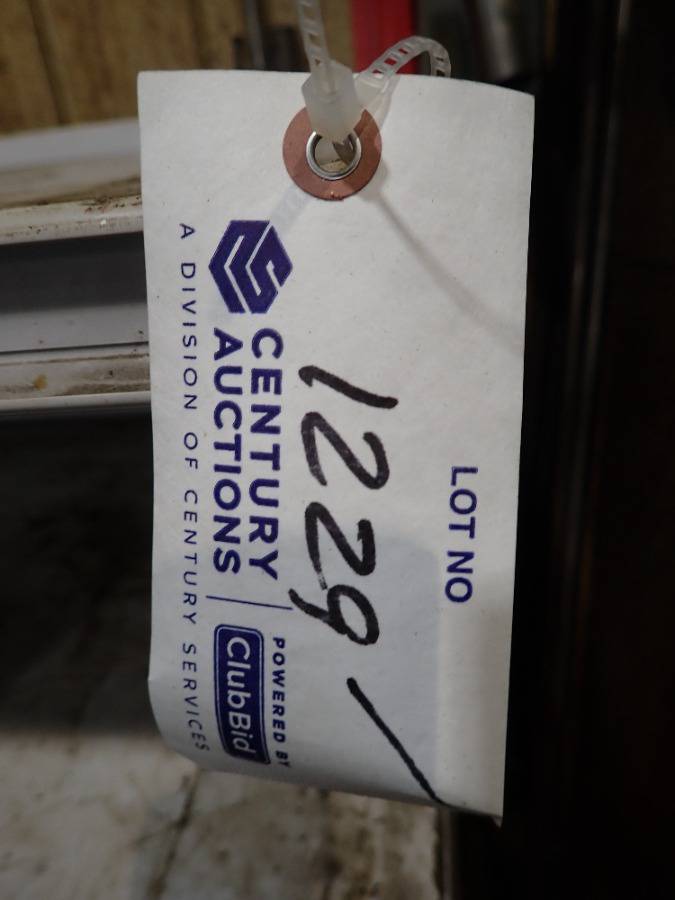 LOT NO
1229/
CENTURY
AUCTIONS
POWERED BY
ClubBid
A DIVISION OF CENTURY SERVICES